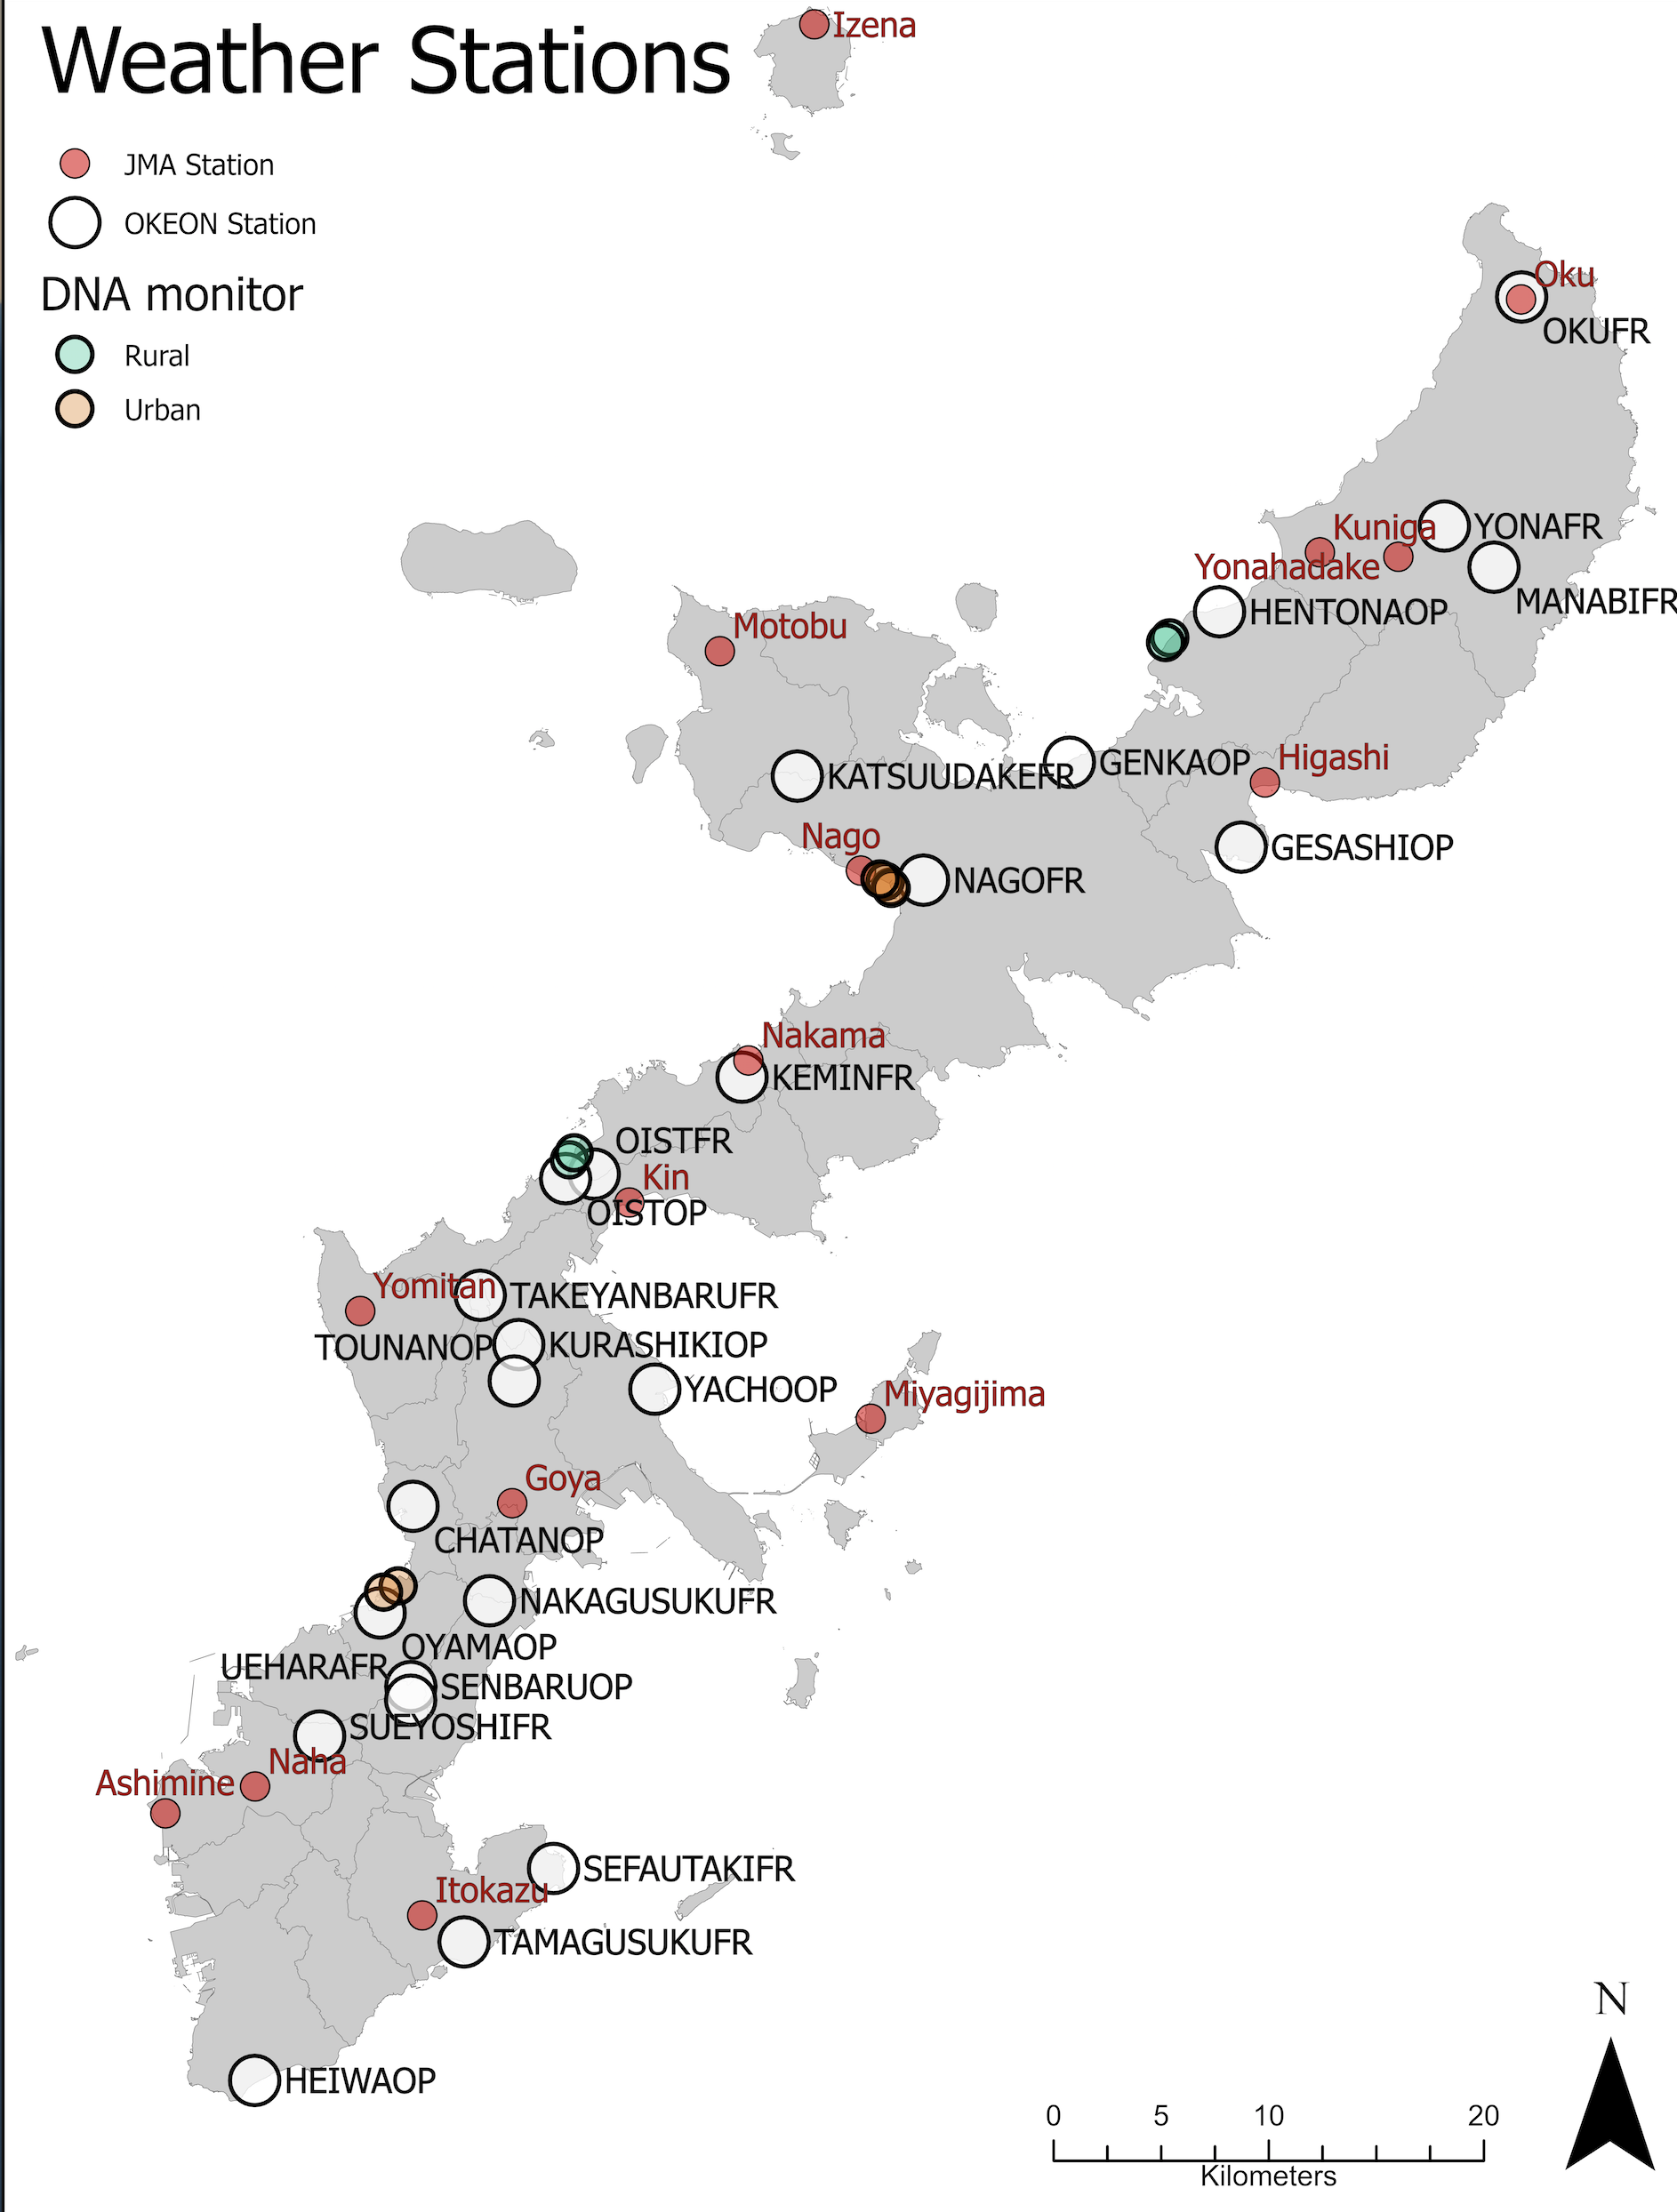 Weather Stations
Izena
JMA Station
OKEON Station
DNA monitor
Rural
Urban
Oku
OKUFR
Kuniga
YONAFR
Yonahadake
MANABIFR
HENTONAOP
Motobu
Higashi
GENKAOP
KATSUUDAKEFR
Nago
GESASHIOP
NAGOFR
Nakama
KEMINFR
OISTFR
Kin
OISTOP
Yomitan
TAKEYANBARUFR
TOUNANOP
KURASHIKIOP
YACHOOP
Miyagijima
Goya
CHATANOP
NAKAGUSUKUFR
OYAMAOP
UEHARAFR
SENBARUOP
SUEYOSHIFR
Naha
Ashimine
SEFAUTAKIFR
Itokazu
TAMAGUSUKUFR
N
HEIWAOP
0 5 10 20
Kilometers